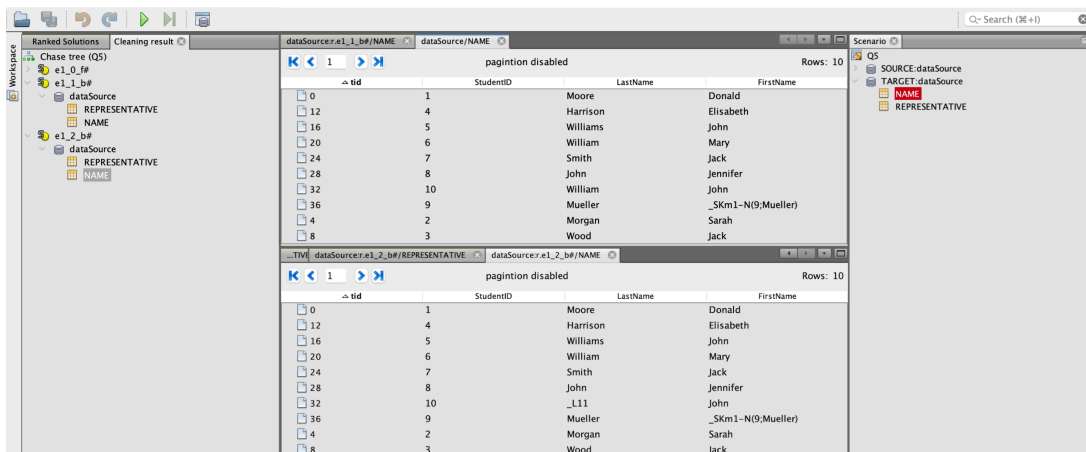 Search (⌘+I)
Workspace
Ranked Solutions Cleaning result
Chase tree (Q5)
e1_0_f#
e1_1_b#
dataSource
REPRESENTATIVE
NAME
e1_2_b#
dataSource
REPRESENTATIVE
NAME
dataSource:r.e1_1_b#/NAME dataSource/NAME
1 pagintion disabled Rows: 10
tid StudentID LastName FirstName
0 1 Moore Donald
12 4 Harrison Elisabeth
16 5 Williams John
20 6 William Mary
24 7 Smith Jack
28 8 John Jennifer
32 10 William John
36 9 Mueller _SKm1-N(9;Mueller)
4 2 Morgan Sarah
8 3 Wood Jack
...TIVE dataSource:r.e1_2_b#/REPRESENTATIVE dataSource:r.e1_2_b#/NAME
1 pagintion disabled Rows: 10
tid StudentID LastName FirstName
0 1 Moore Donald
12 4 Harrison Elisabeth
16 5 Williams John
20 6 William Mary
24 7 Smith Jack
28 8 John Jennifer
32 10 _L11 John
36 9 Mueller _SKm1-N(9;Mueller)
4 2 Morgan Sarah
8 3 Wood Jack
Scenario
Q5
SOURCE:dataSource
TARGET:dataSource
NAME
REPRESENTATIVE